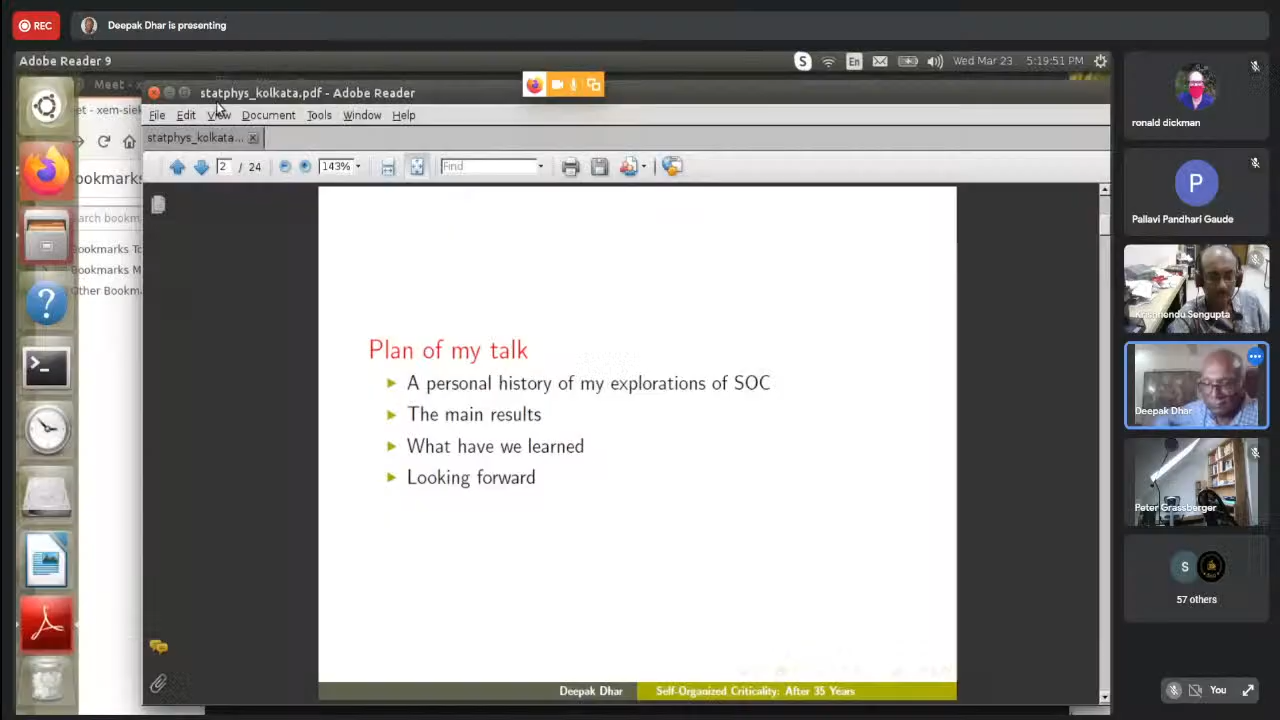 REC
Deepak Dhar is presenting
Adobe Reader 9
En
Wed Mar 23
5:19:51 PM
statphys_kolkata.pdf - Adobe Reader
File Edit View Document Tools Window Help
statphys_kolkata...
2 / 24
143%
Find
Plan of my talk
A personal history of my explorations of SOC
The main results
What have we learned
Looking forward
Deepak Dhar
Self-Organized Criticality: After 35 Years
ronald dickman
P
Pallavi Pandhari Gaude
Krishnendu Sengupta
Deepak Dhar
Peter Grassberger
S
57 others
You